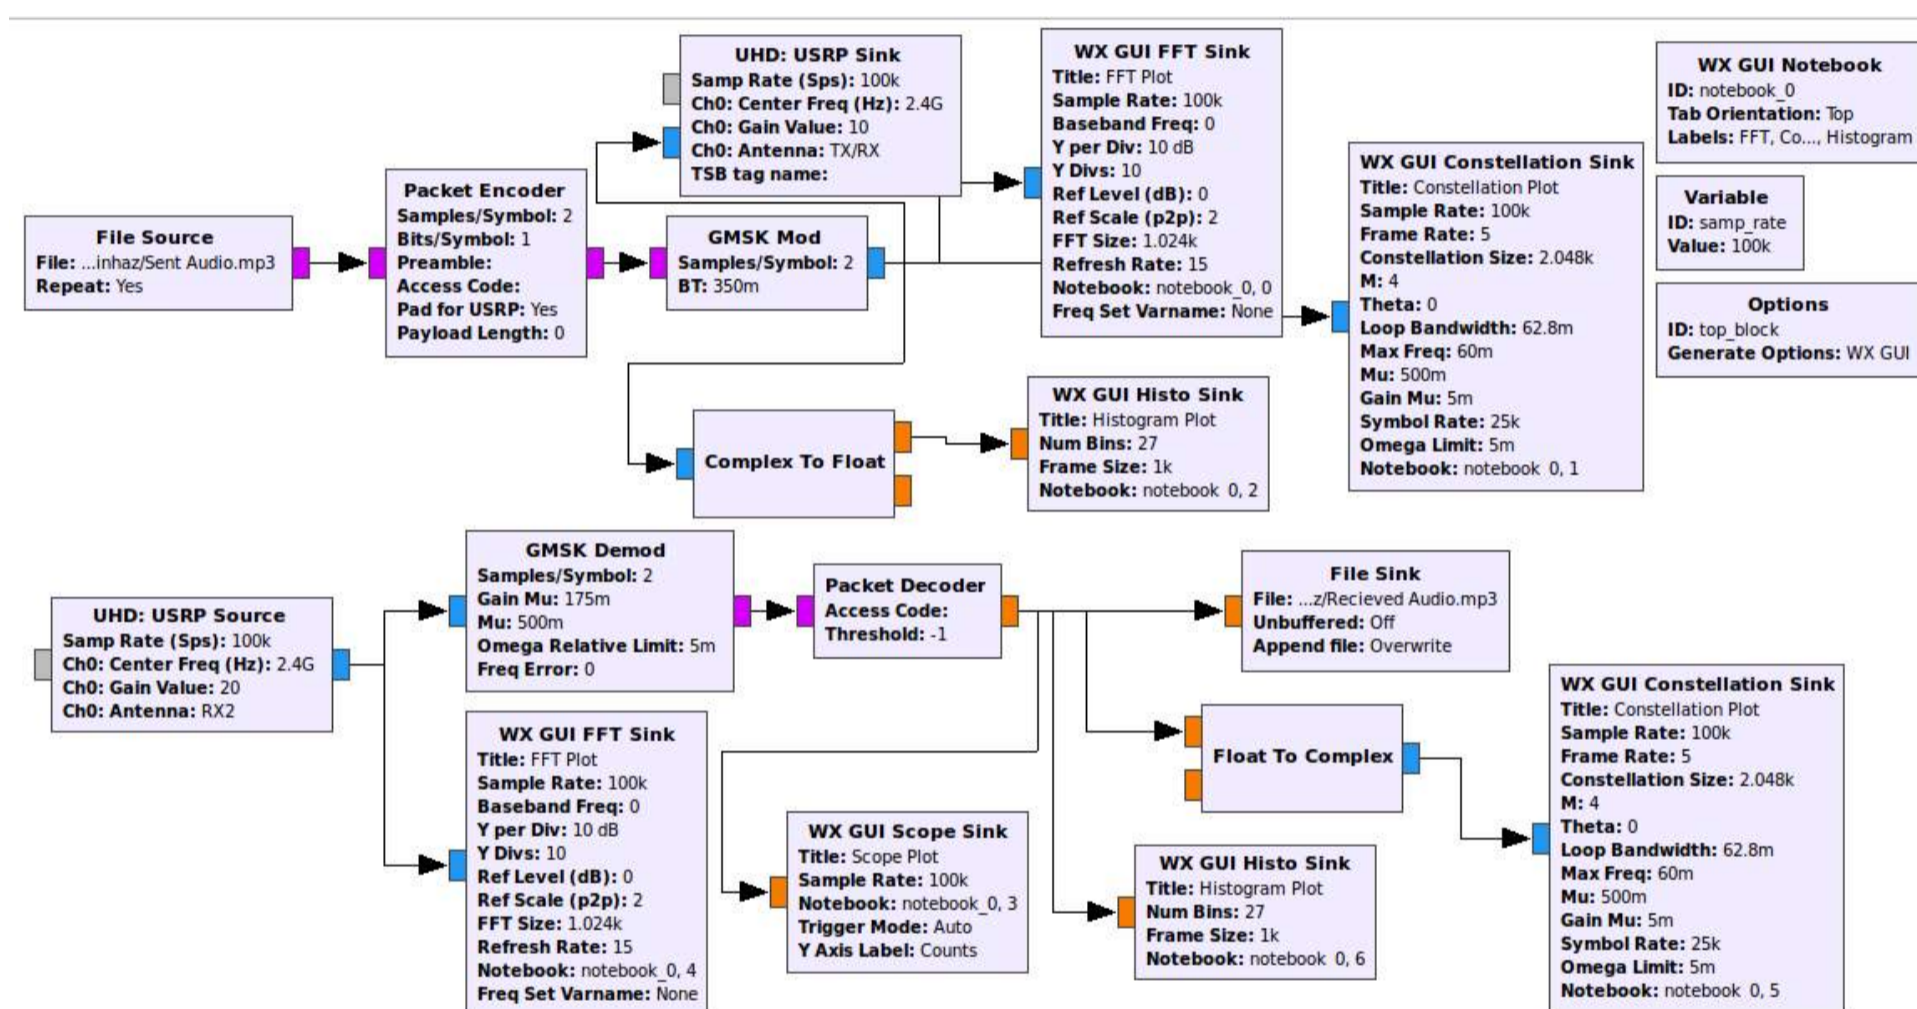 UHD: USRP Sink
Samp Rate (Sps): 100k
Ch0: Center Freq (Hz): 2.4G
Ch0: Gain Value: 10
Ch0: Antenna: TX/RX
TSB tag name:
WX GUI FFT Sink
Title: FFT Plot
Sample Rate: 100k
Baseband Freq: 0
Y per Div: 10 dB
Y Divs: 10
Ref Level (dB): 0
Ref Scale (p2p): 2
FFT Size: 1.024k
Refresh Rate: 15
Notebook: notebook_0, 0
Freq Set Varname: None
WX GUI Notebook
ID: notebook_0
Tab Orientation: Top
Labels: FFT, Co..., Histogram
WX GUI Constellation Sink
Title: Constellation Plot
Sample Rate: 100k
Frame Rate: 5
Constellation Size: 2.048k
M: 4
Theta: 0
Loop Bandwidth: 62.8m
Max Freq: 60m
Mu: 500m
Gain Mu: 5m
Symbol Rate: 25k
Omega Limit: 5m
Notebook: notebook 0, 1
Variable
ID: samp_rate
Value: 100k
Options
ID: top_block
Generate Options: WX GUI
File Source
File: ...inhaz/Sent Audio.mp3
Repeat: Yes
Packet Encoder
Samples/Symbol: 2
Bits/Symbol: 1
Preamble:
Access Code:
Pad for USRP: Yes
Payload Length: 0
GMSK Mod
Samples/Symbol: 2
BT: 350m
Complex To Float
WX GUI Histo Sink
Title: Histogram Plot
Num Bins: 27
Frame Size: 1k
Notebook: notebook 0, 2
UHD: USRP Source
Samp Rate (Sps): 100k
Ch0: Center Freq (Hz): 2.4G
Ch0: Gain Value: 20
Ch0: Antenna: RX2
GMSK Demod
Samples/Symbol: 2
Gain Mu: 175m
Mu: 500m
Omega Relative Limit: 5m
Freq Error: 0
Packet Decoder
Access Code:
Threshold: -1
File Sink
File: ...z/Recieved Audio.mp3
Unbuffered: Off
Append file: Overwrite
WX GUI FFT Sink
Title: FFT Plot
Sample Rate: 100k
Baseband Freq: 0
Y per Div: 10 dB
Y Divs: 10
Ref Level (dB): 0
Ref Scale (p2p): 2
FFT Size: 1.024k
Refresh Rate: 15
Notebook: notebook_0, 4
Freq Set Varname: None
WX GUI Scope Sink
Title: Scope Plot
Sample Rate: 100k
Notebook: notebook_0, 3
Trigger Mode: Auto
Y Axis Label: Counts
Float To Complex
WX GUI Histo Sink
Title: Histogram Plot
Num Bins: 27
Frame Size: 1k
Notebook: notebook 0, 6
WX GUI Constellation Sink
Title: Constellation Plot
Sample Rate: 100k
Frame Rate: 5
Constellation Size: 2.048k
M: 4
Theta: 0
Loop Bandwidth: 62.8m
Max Freq: 60m
Mu: 500m
Gain Mu: 5m
Symbol Rate: 25k
Omega Limit: 5m
Notebook: notebook 0, 5